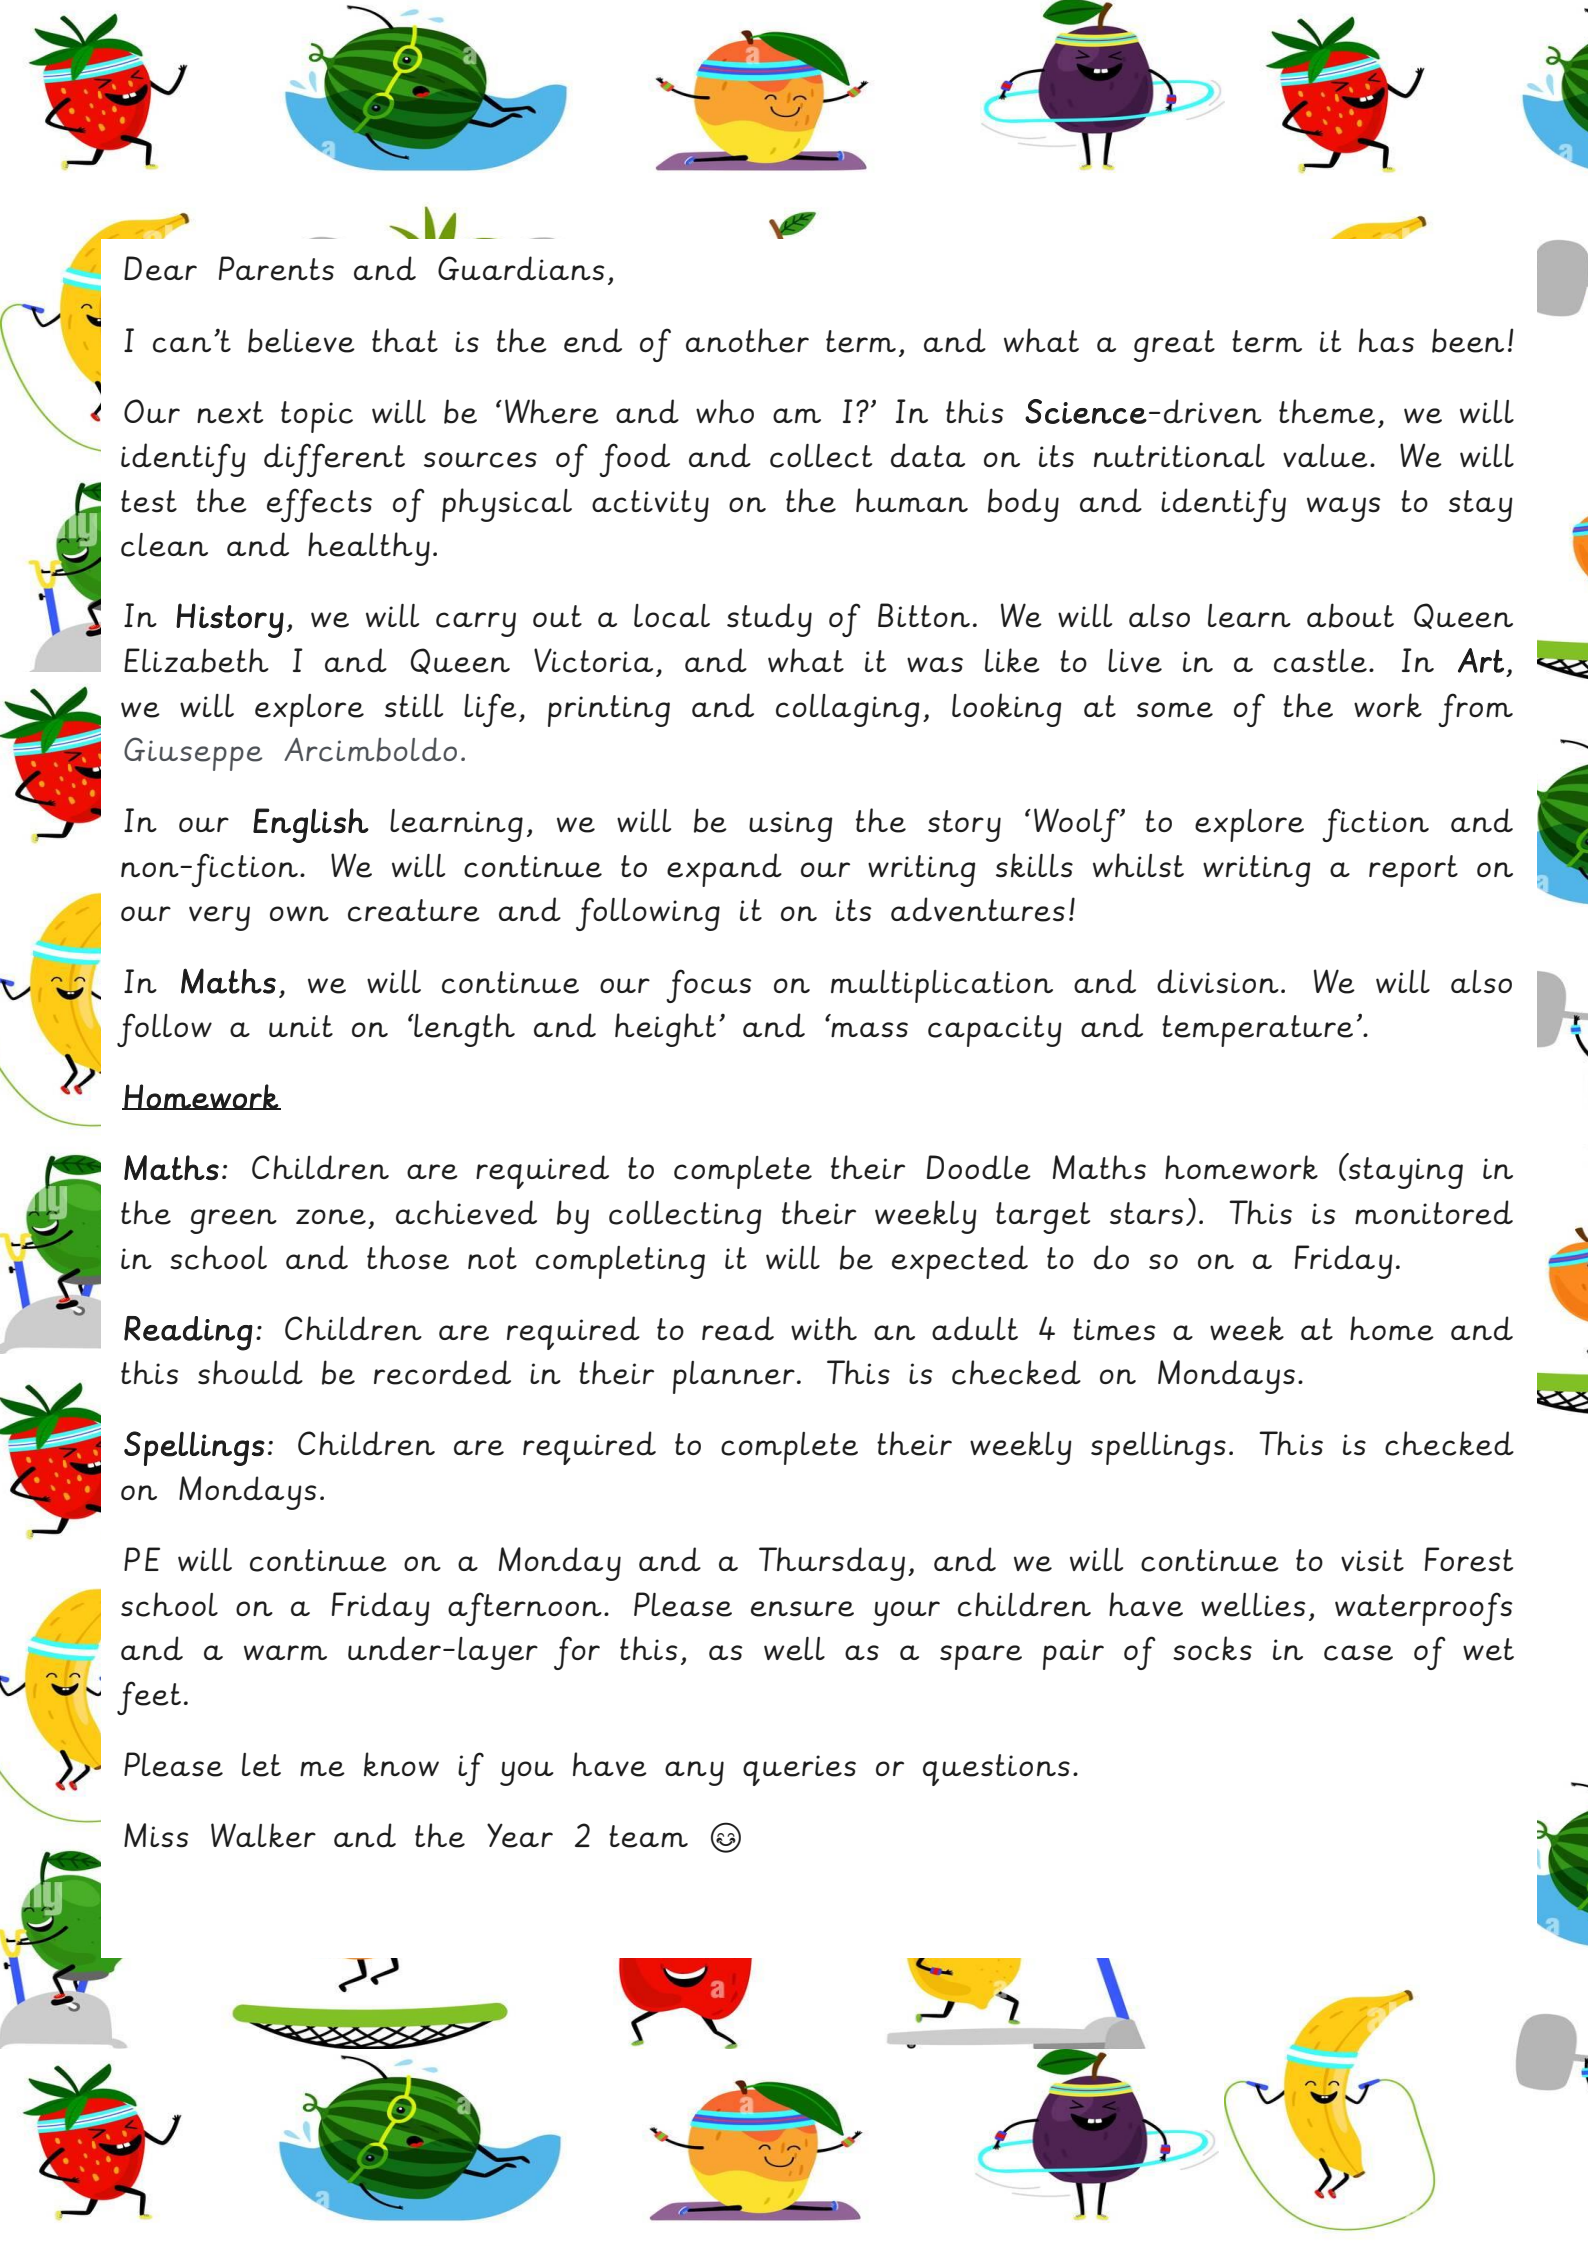 Dear Parents and Guardians,
I can’t believe that is the end of another term, and what a great term it has been!
Our next topic will be ‘Where and who am I?’ In this Science-driven theme, we will
identify different sources of food and collect data on its nutritional value. We will
test the effects of physical activity on the human body and identify ways to stay
clean and healthy.
In History, we will carry out a local study of Bitton. We will also learn about Queen
Elizabeth I and Queen Victoria, and what it was like to live in a castle. In Art,
we will explore still life, printing and collaging, looking at some of the work from
Giuseppe Arcimboldo.
In our English learning, we will be using the story ‘Woolf’ to explore fiction and
non-fiction. We will continue to expand our writing skills whilst writing a report on
our very own creature and following it on its adventures!
In Maths, we will continue our focus on multiplication and division. We will also
follow a unit on ‘length and height’ and ‘mass capacity and temperature’.
Homework
Maths: Children are required to complete their Doodle Maths homework (staying in
the green zone, achieved by collecting their weekly target stars). This is monitored
in school and those not completing it will be expected to do so on a Friday.
Reading: Children are required to read with an adult 4 times a week at home and
this should be recorded in their planner. This is checked on Mondays.
Spellings: Children are required to complete their weekly spellings. This is checked
on Mondays.
PE will continue on a Monday and a Thursday, and we will continue to visit Forest
school on a Friday afternoon. Please ensure your children have wellies, waterproofs
and a warm under-layer for this, as well as a spare pair of socks in case of wet
feet.
Please let me know if you have any queries or questions.
Miss Walker and the Year 2 team 😊